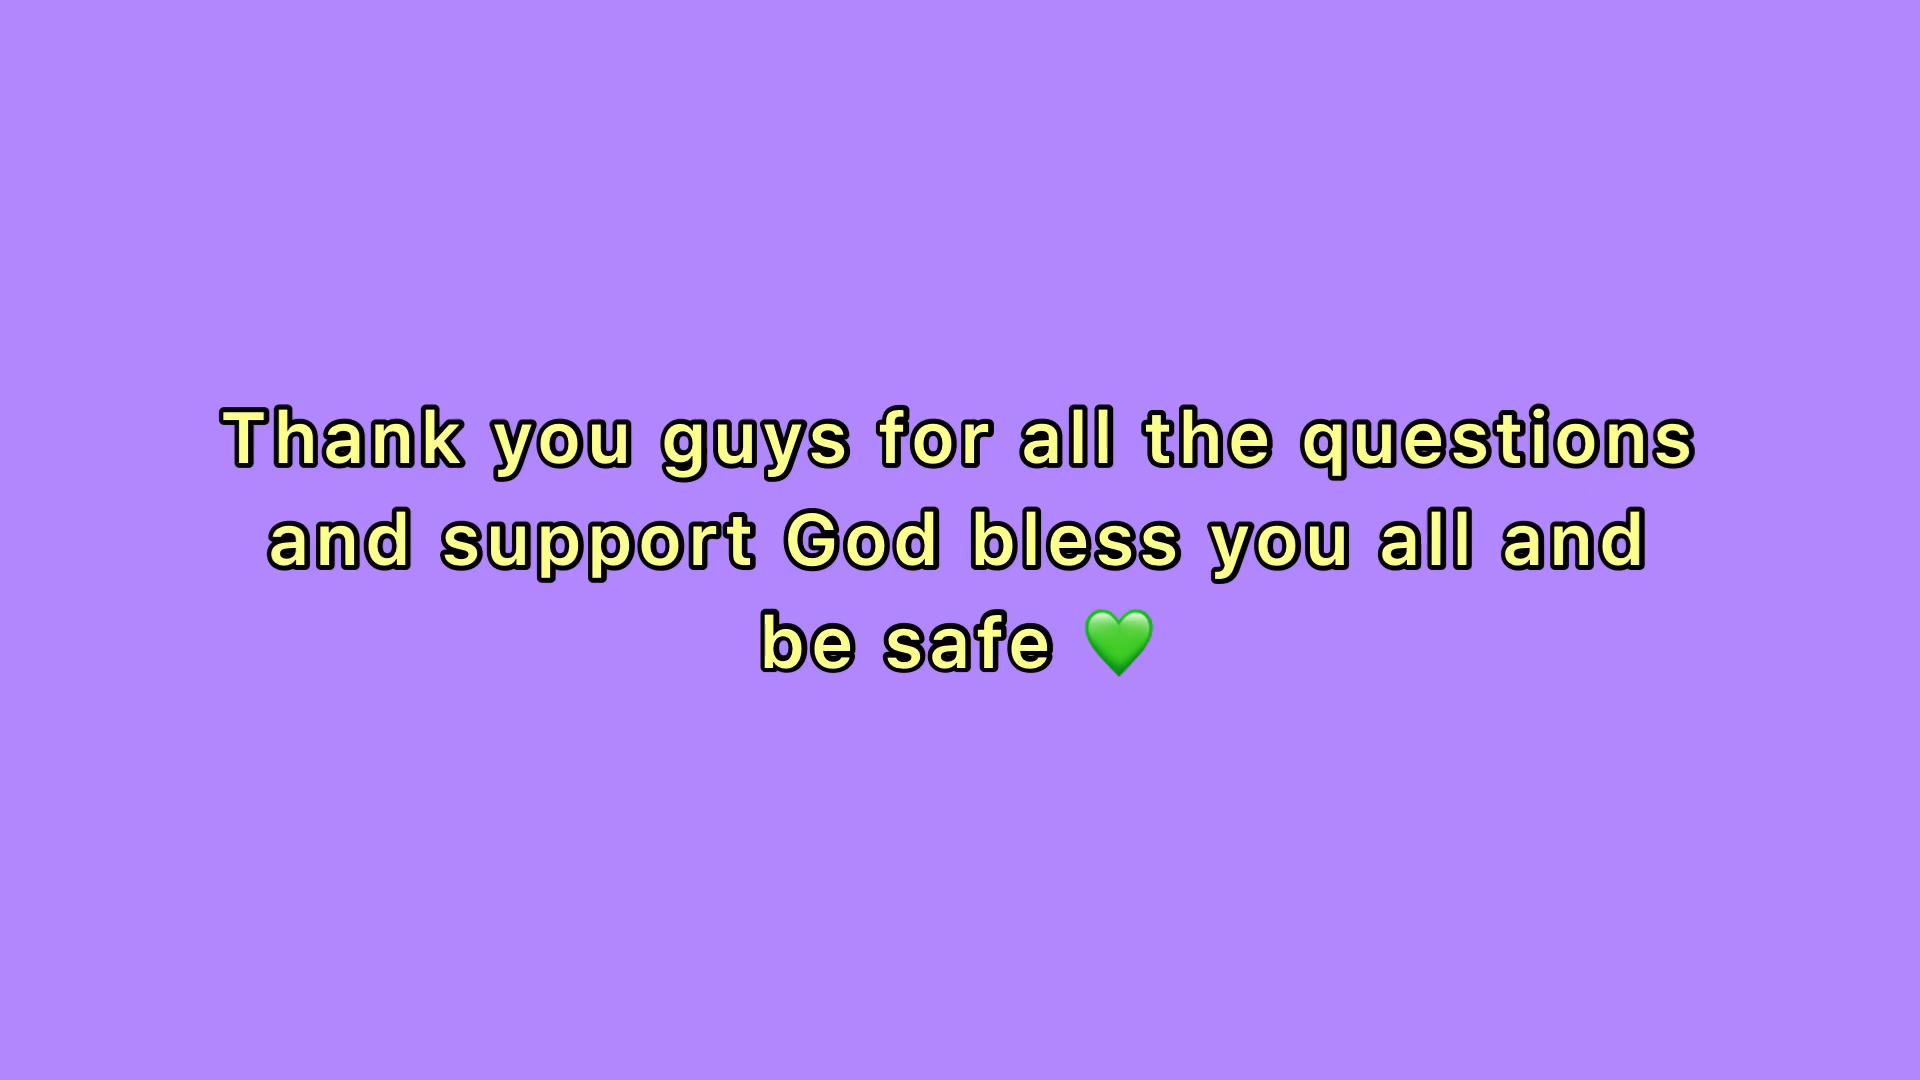 Thank you guys for all the questions
and support God bless you all and
be safe 💚